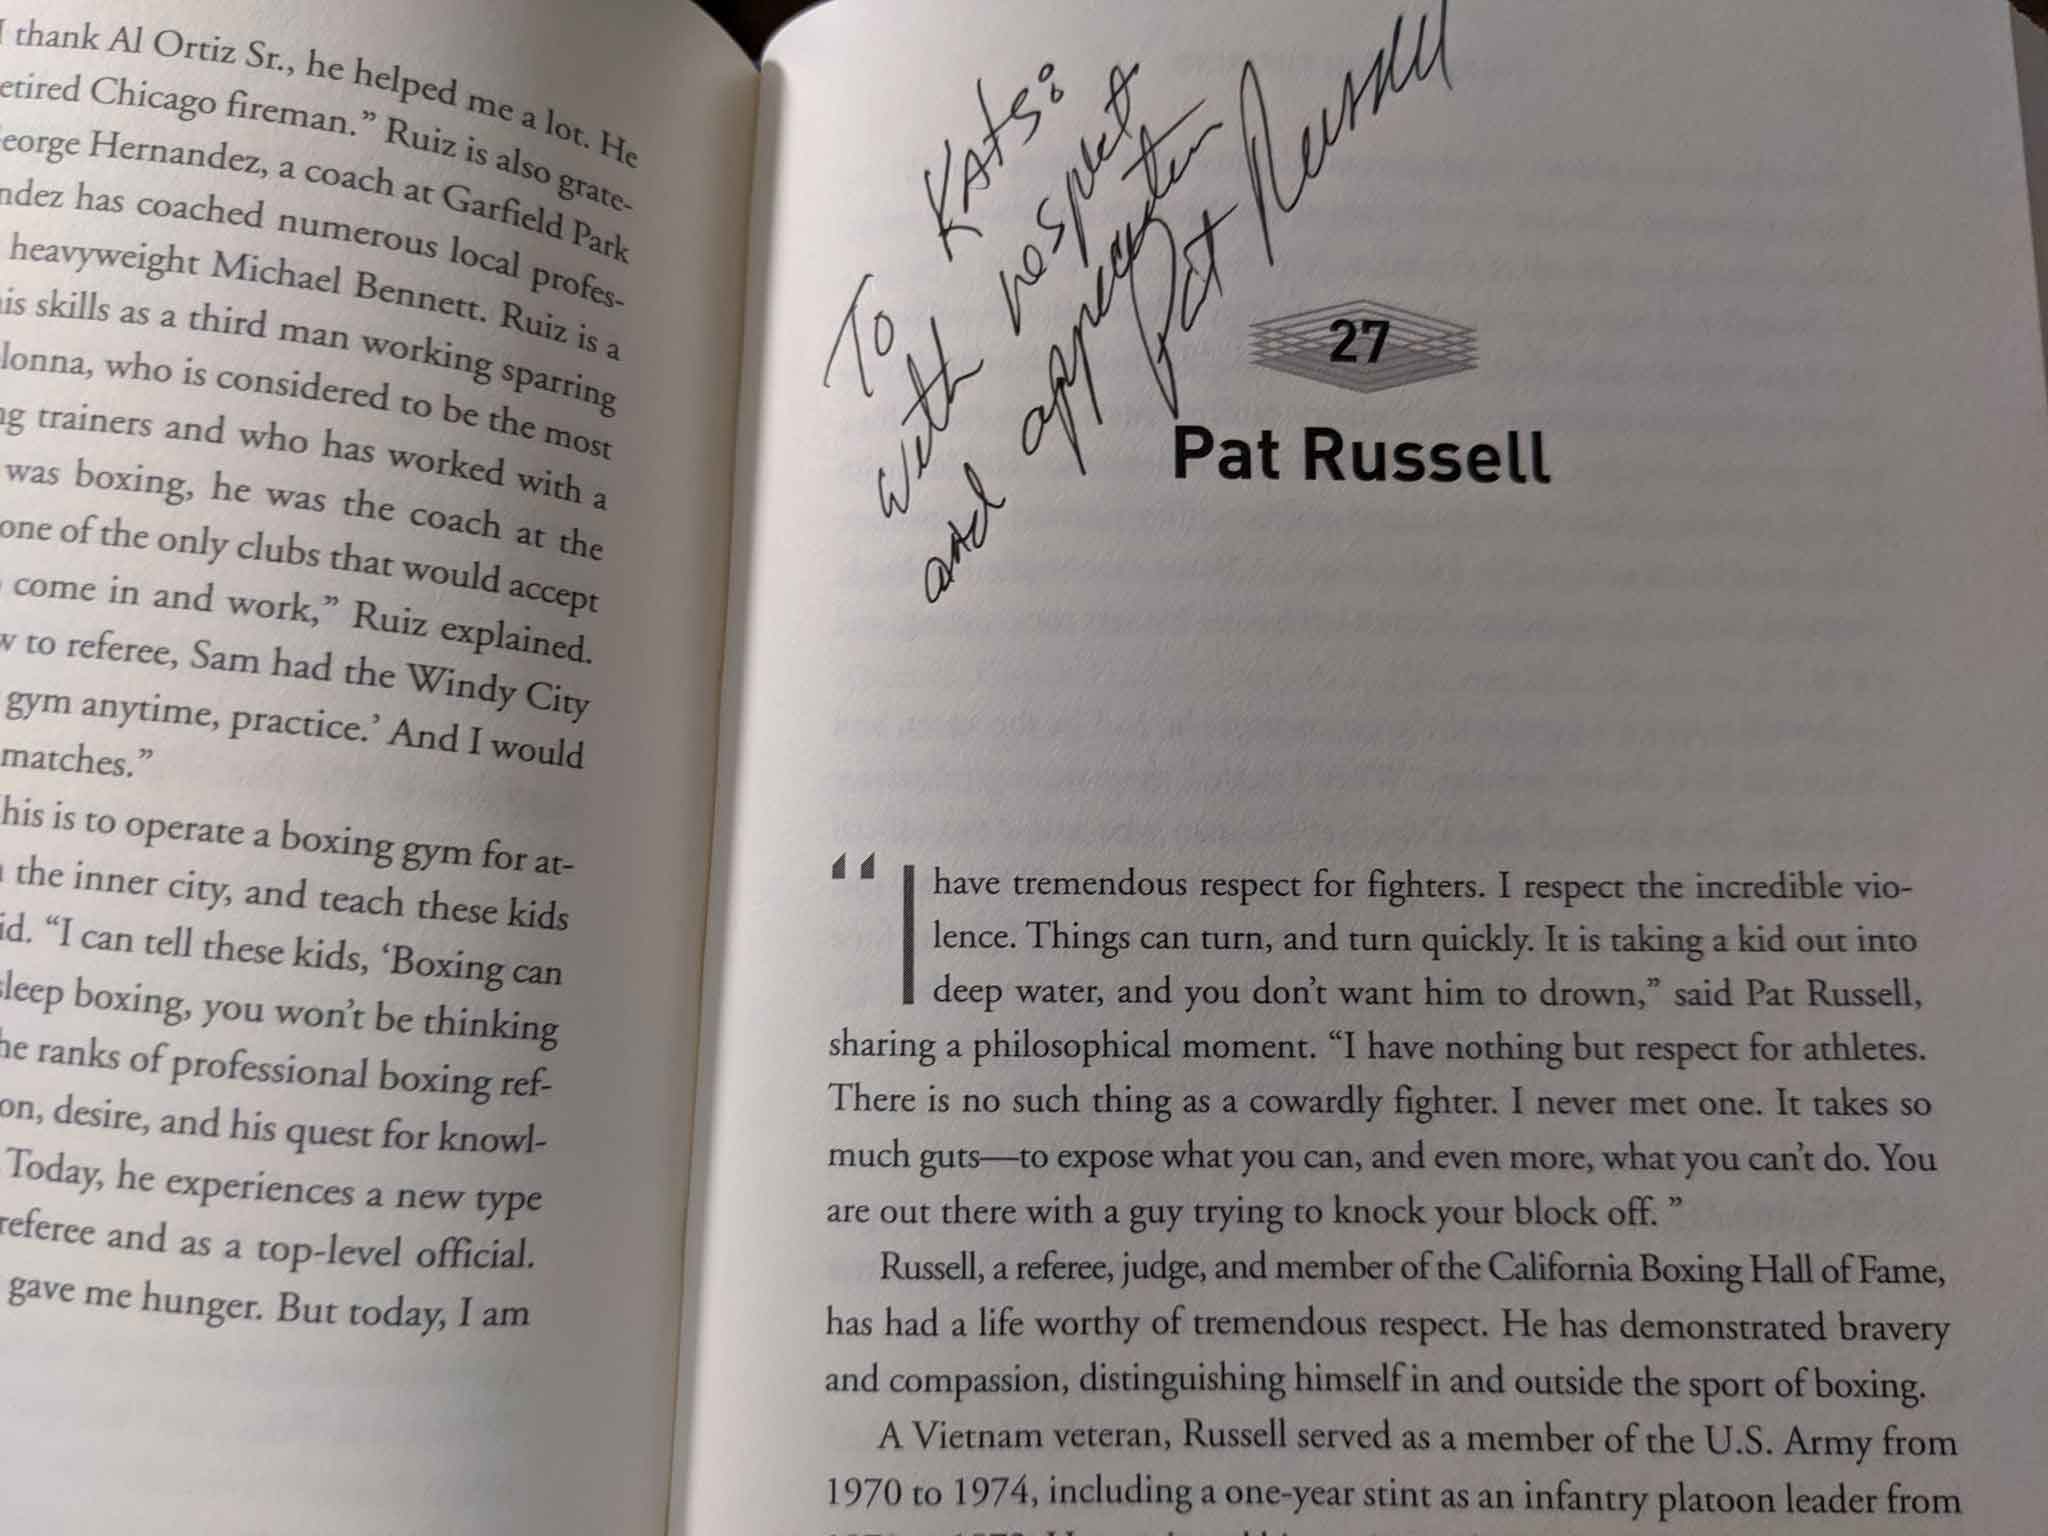 I thank Al Ortiz Sr., he helped me a lot. He
etired Chicago fireman.” Ruiz is also grate-
eorge Hernandez, a coach at Garfield Park
ndez has coached numerous local profes-
heavyweight Michael Bennett. Ruiz is a
is skills as a third man working sparring
lonna, who is considered to be the most
ng trainers and who has worked with a
was boxing, he was the coach at the
one of the only clubs that would accept
come in and work,” Ruiz explained.
w to referee, Sam had the Windy City
gym anytime, practice.’ And I would
matches.”
his is to operate a boxing gym for at-
the inner city, and teach these kids
id. “I can tell these kids, ‘Boxing can
sleep boxing, you won’t be thinking
he ranks of professional boxing ref-
on, desire, and his quest for knowl-
Today, he experiences a new type
referee and as a top-level official.
gave me hunger. But today, I am
To Kats:
with respect
and appreciation
Pat Russell
27
Pat Russell
“I have tremendous respect for fighters. I respect the incredible vio-
lence. Things can turn, and turn quickly. It is taking a kid out into
deep water, and you don’t want him to drown,” said Pat Russell,
sharing a philosophical moment. “I have nothing but respect for athletes.
There is no such thing as a cowardly fighter. I never met one. It takes so
much guts—to expose what you can, and even more, what you can’t do. You
are out there with a guy trying to knock your block off. ”
Russell, a referee, judge, and member of the California Boxing Hall of Fame,
has had a life worthy of tremendous respect. He has demonstrated bravery
and compassion, distinguishing himself in and outside the sport of boxing.
A Vietnam veteran, Russell served as a member of the U.S. Army from
1970 to 1974, including a one-year stint as an infantry platoon leader from